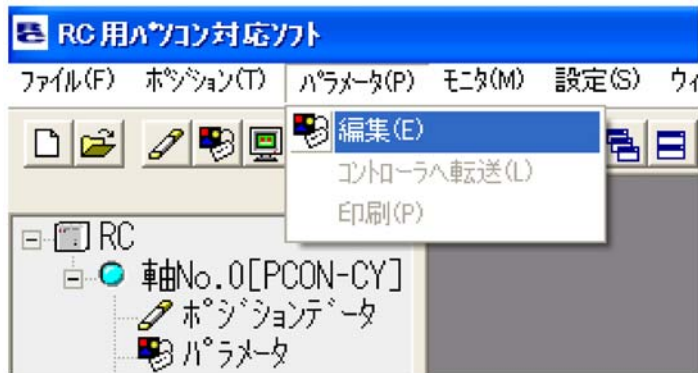 RC用パソコン対応ソフト
ファイル(F) ポジション(T) パラメータ(P) モニタ(M) 設定(S) ウィ
編集(E)
コントローラへ転送(L)
印刷(P)
RC
軸No.0[PCON-CY]
ポジションデータ
パラメータ